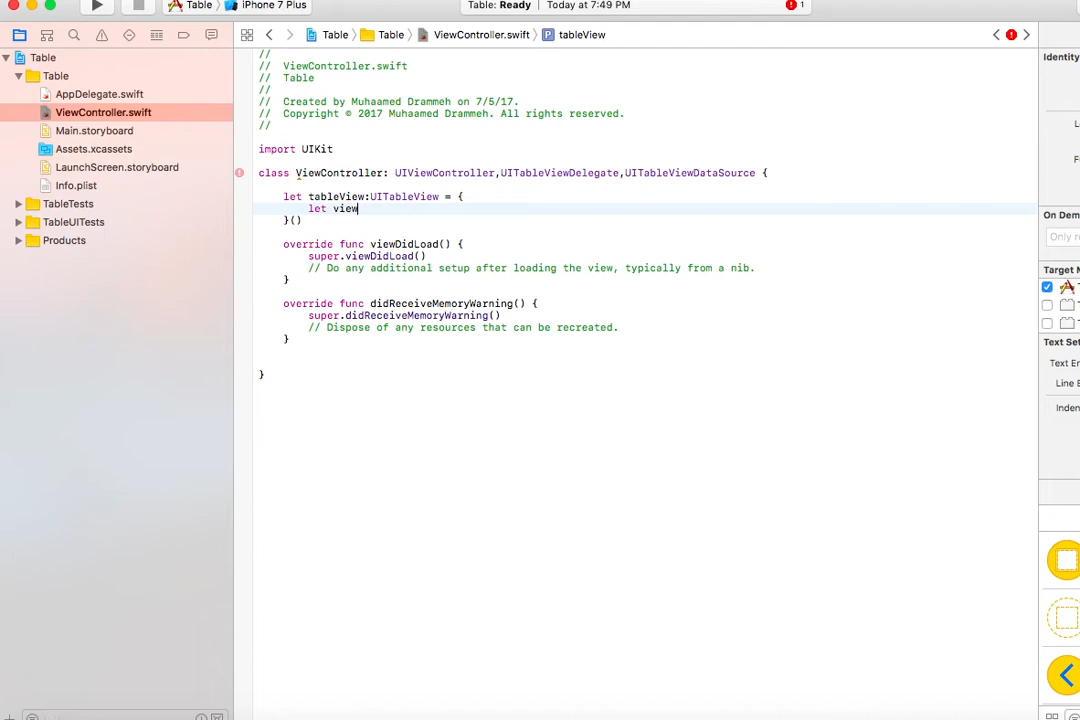 Table 〉 iPhone 7 Plus
Table: Ready | Today at 7:49 PM
1
Table 〉 Table 〉 ViewController.swift 〉 P tableView
Table
Table
AppDelegate.swift
ViewController.swift
Main.storyboard
Assets.xcassets
LaunchScreen.storyboard
Info.plist
TableTests
TableUITests
Products
//
// ViewController.swift
// Table
//
// Created by Muhaamed Drammeh on 7/5/17.
// Copyright © 2017 Muhaamed Drammeh. All rights reserved.
//
import UIKit
class ViewController: UIViewController,UITableViewDelegate,UITableViewDataSource {
let tableView:UITableView = {
let view
}()
override func viewDidLoad() {
super.viewDidLoad()
// Do any additional setup after loading the view, typically from a nib.
}
override func didReceiveMemoryWarning() {
super.didReceiveMemoryWarning()
// Dispose of any resources that can be recreated.
}
}
Identity
On Dem
Only re
Target M
Text Set
Text En
Line E
Inden